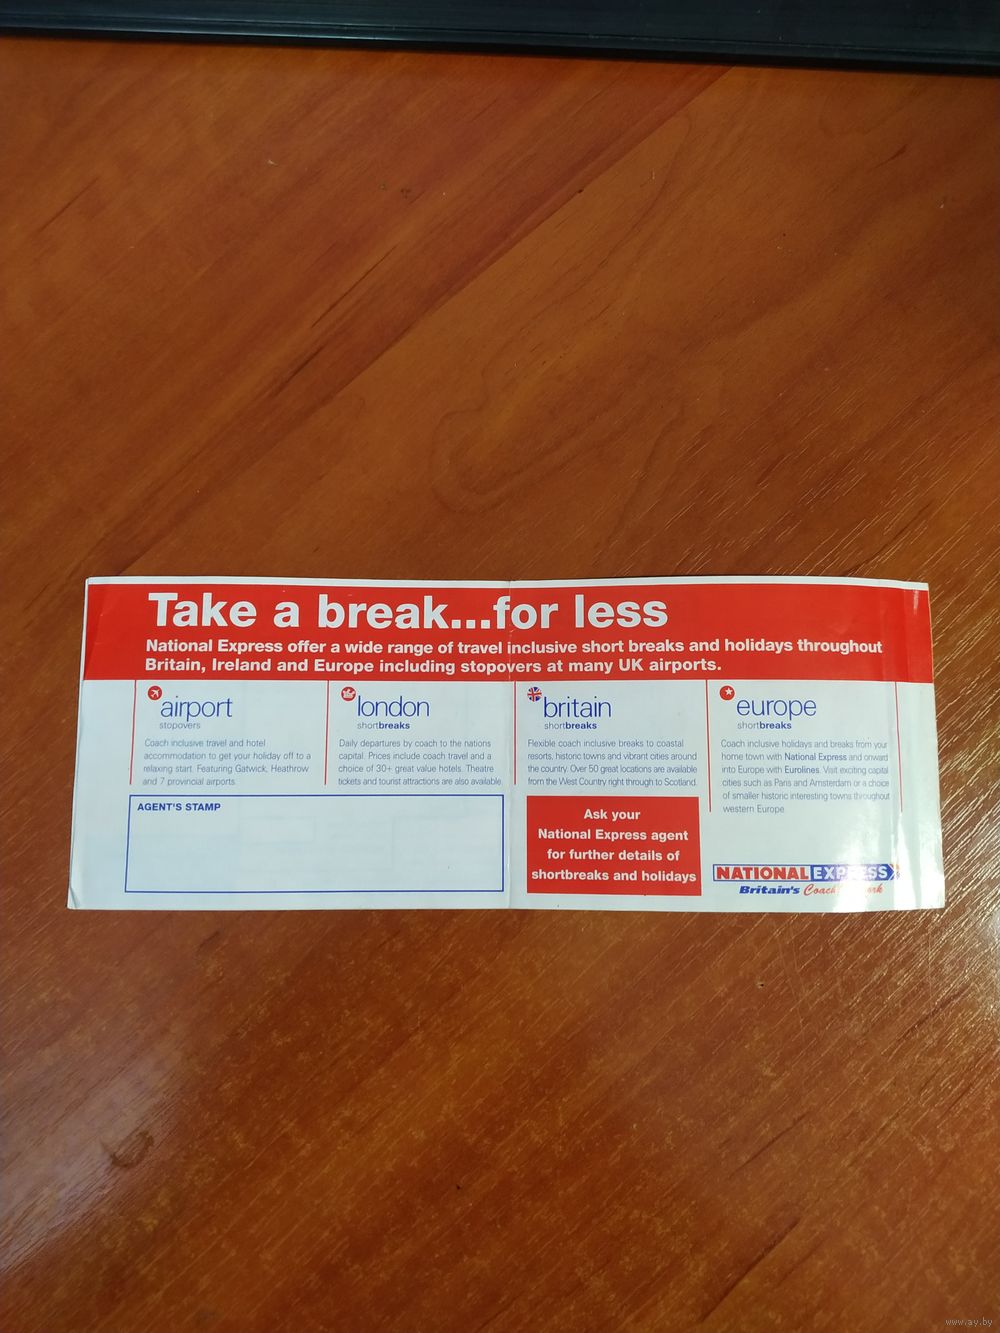 Take a break...for less
National Express offer a wide range of travel inclusive short breaks and holidays throughout
Britain, Ireland and Europe including stopovers at many UK airports.
airport
stopovers
Coach inclusive travel and hotel
accommodation to get your holiday off to a
relaxing start. Featuring Gatwick, Heathrow
and 7 provincial airports.
london
shortbreaks
Daily departures by coach to the nations
capital. Prices include coach travel and a
choice of 30+ great value hotels. Theatre
tickets and tourist attractions are also available.
britain
shortbreaks
Flexible coach inclusive breaks to coastal
resorts, historic towns and vibrant cities around
the country. Over 50 great locations are available
from the West Country right through to Scotland.
europe
shortbreaks
Coach inclusive holidays and breaks from your
home town with National Express and onward
into Europe with Eurolines. Visit exciting capital
cities such as Paris and Amsterdam or a choice
of smaller historic interesting towns throughout
western Europe.
AGENT'S STAMP
Ask your
National Express agent
for further details of
shortbreaks and holidays
NATIONAL EXPRESS
Britain's Coach
www.ay.by